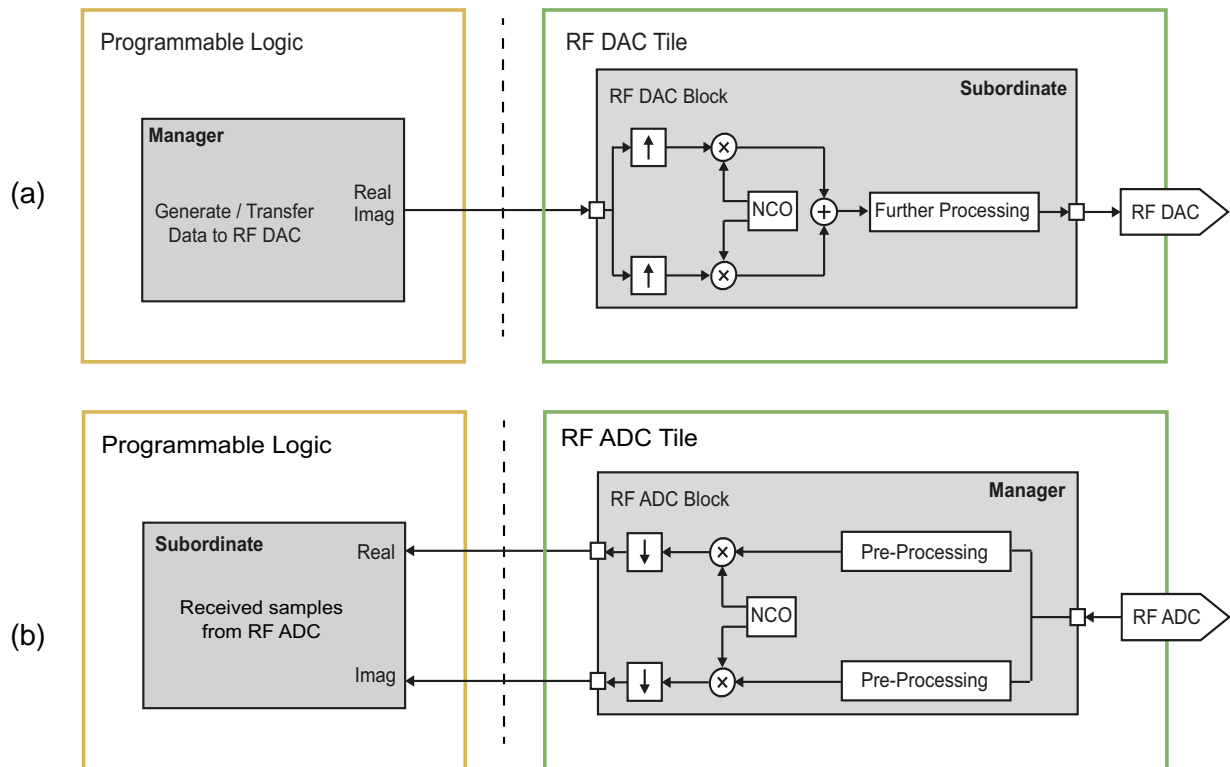 (a)
Programmable Logic
Manager
Generate / Transfer
Data to RF DAC
Real
Imag
RF DAC Tile
RF DAC Block
Subordinate
↑
×
NCO
+
Further Processing
RF DAC
↑
×
(b)
Programmable Logic
Subordinate
Real
Received samples
from RF ADC
Imag
RF ADC Tile
RF ADC Block
Manager
↓
×
Pre-Processing
NCO
RF ADC
↓
×
Pre-Processing